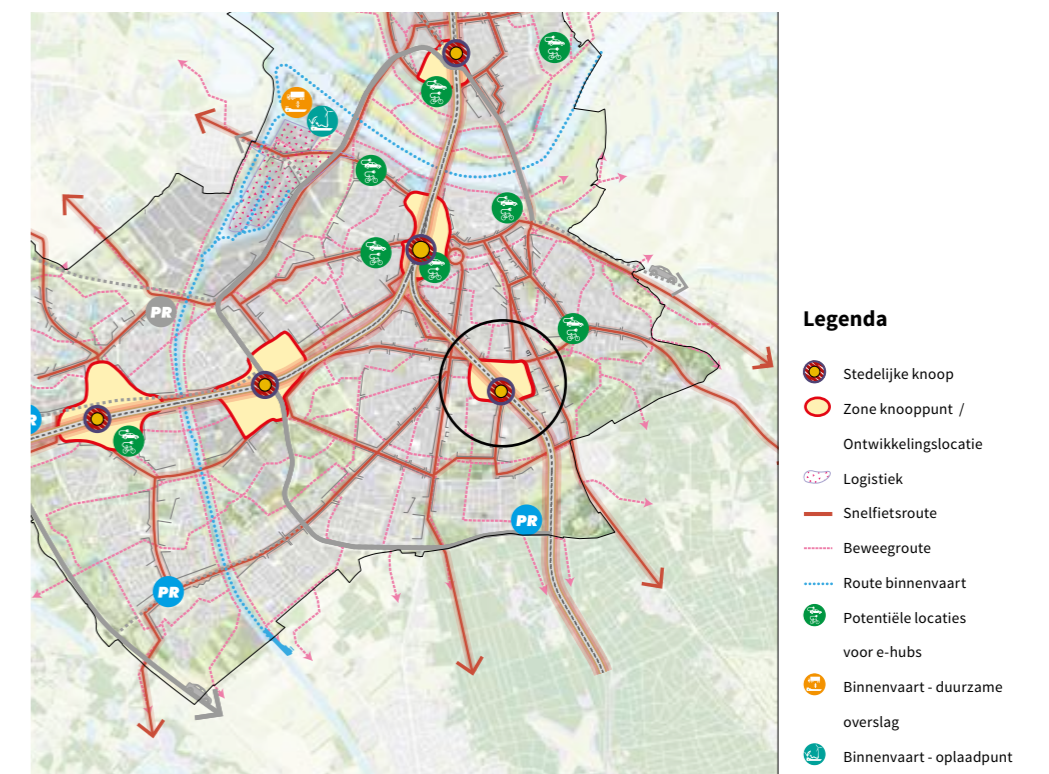 PR
R
PR
PR
Legenda
Stedelijke knoop
Zone knooppunt /
Ontwikkelingslocatie
Logistiek
Snelfietsroute
Beweegroute
Route binnenvaart
Potentiële locaties
voor e-hubs
Binnenvaart - duurzame
overslag
Binnenvaart - oplaadpunt